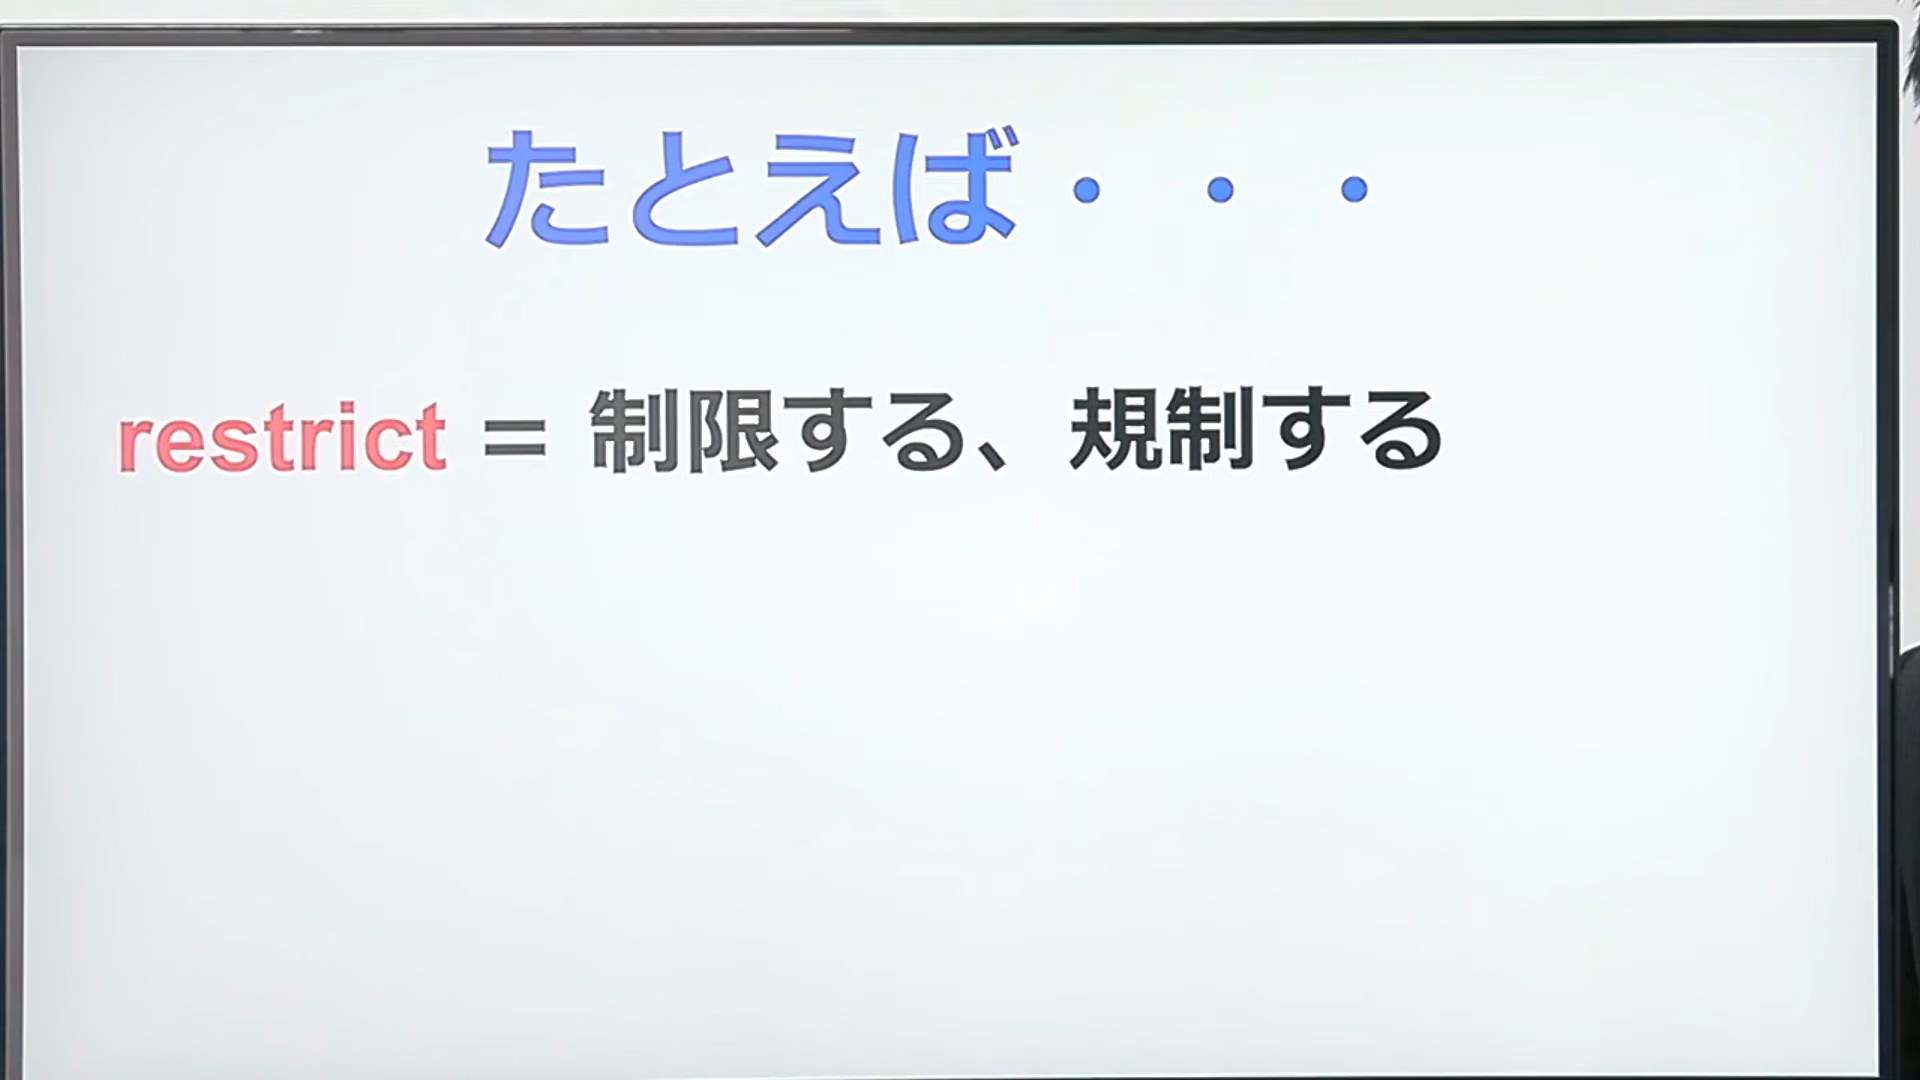 たとえば・・・
restrict = 制限する、規制する